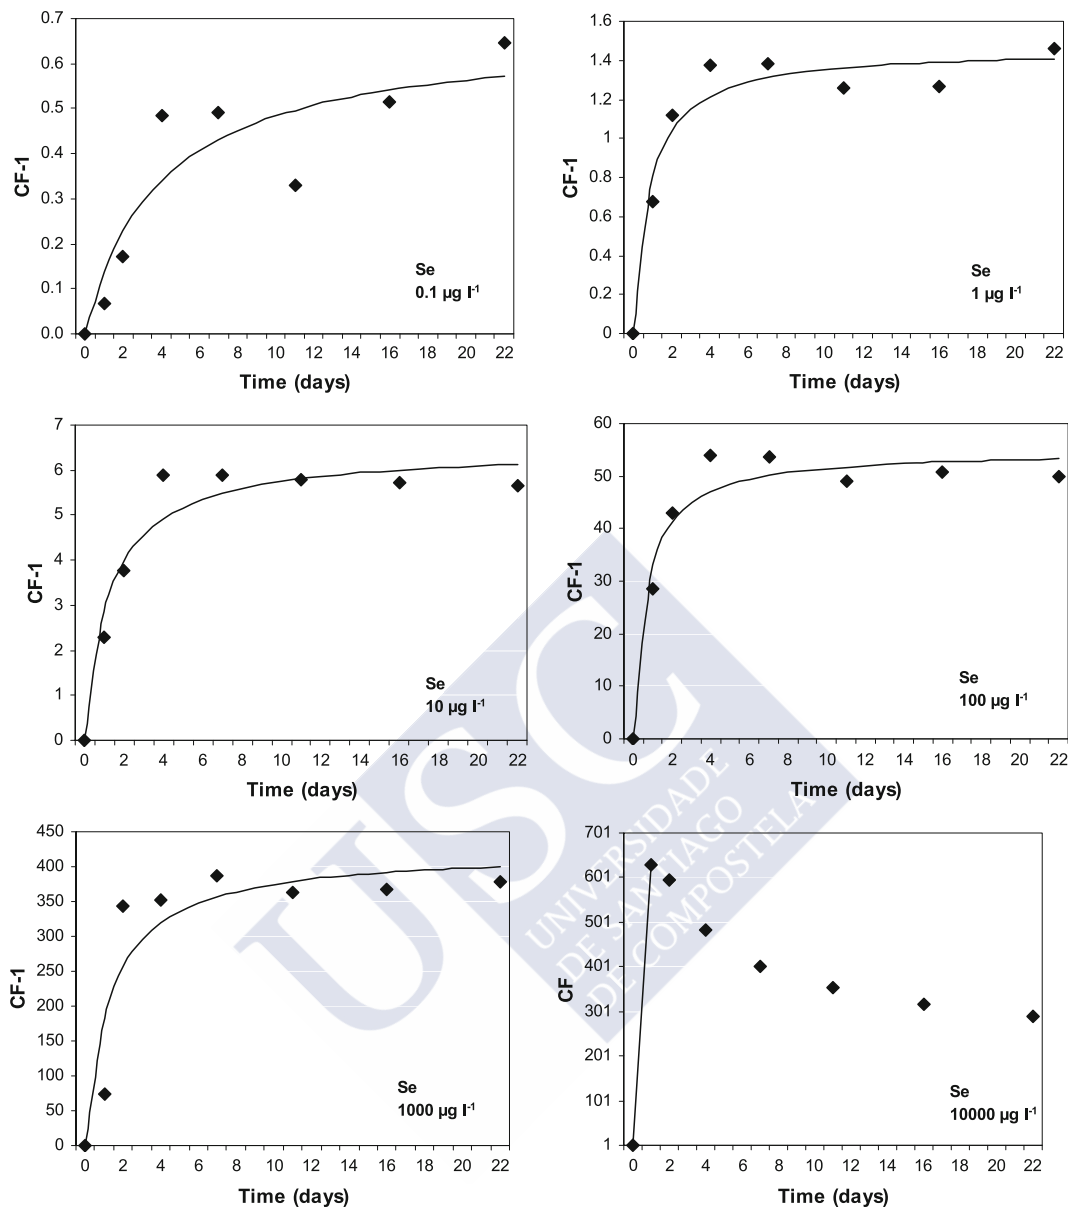 0.7
0.6
0.5
0.4
0.3
0.2
0.1
0.0
CF-1
Se
0.1 µg l-1
0 2 4 6 8 10 12 14 16 18 20 22
Time (days)
1.6
1.4
1.2
1
0.8
0.6
0.4
0.2
0
CF-1
Se
1 µg l-1
0 2 4 6 8 10 12 14 16 18 20 22
Time (days)
7
6
5
4
3
2
1
0
CF-1
Se
10 µg l-1
0 2 4 6 8 10 12 14 16 18 20 22
Time (days)
60
50
40
30
20
10
0
CF-1
Se
100 µg l-1
0 2 4 6 8 10 12 14 16 18 20 22
Time (days)
450
400
350
300
250
200
150
100
50
0
CF-1
Se
1000 µg l-1
0 2 4 6 8 10 12 14 16 18 20 22
Time (days)
701
601
501
401
301
201
101
1
CF
Se
10000 µg l-1
0 2 4 6 8 10 12 14 16 18 20 22
Time (days)
USC
UNIVERSIDADE
DE SANTIAGO
DE COMPOSTELA